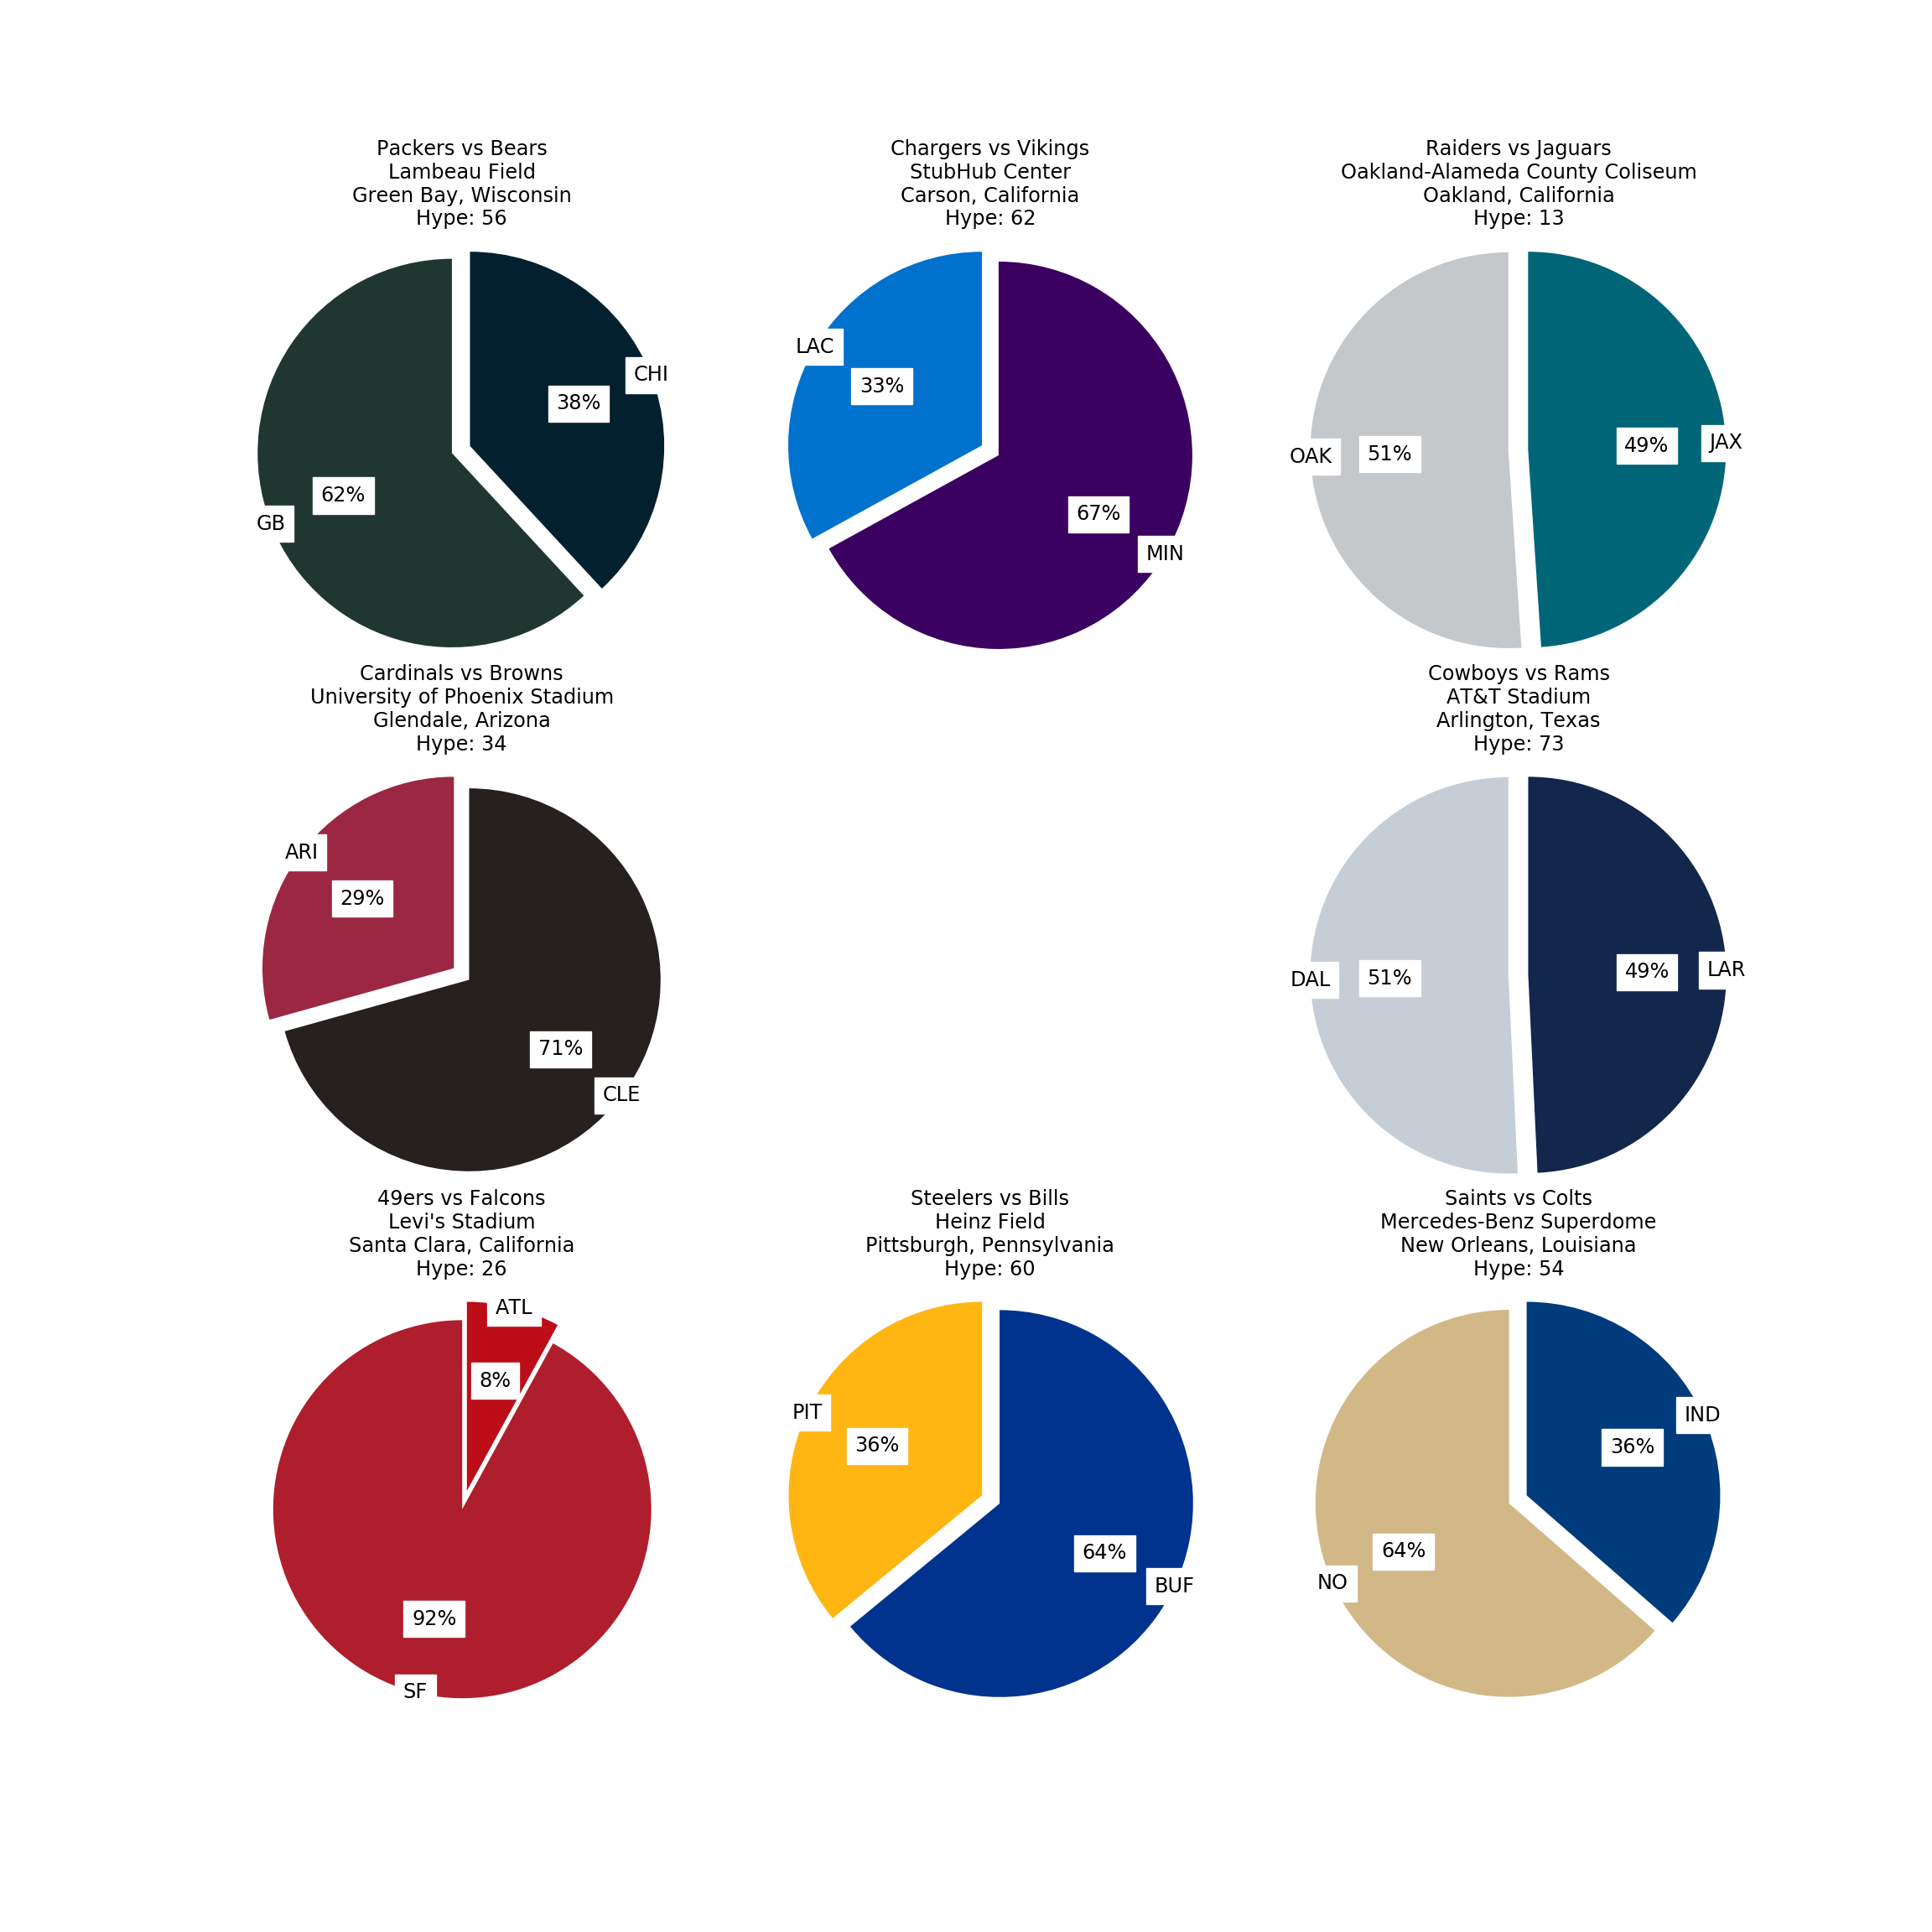 Packers vs Bears
Lambeau Field
Green Bay, Wisconsin
Hype: 56
CHI
38%
62%
GB
Chargers vs Vikings
StubHub Center
Carson, California
Hype: 62
LAC
33%
67%
MIN
Raiders vs Jaguars
Oakland-Alameda County Coliseum
Oakland, California
Hype: 13
OAK
51%
49%
JAX
Cardinals vs Browns
University of Phoenix Stadium
Glendale, Arizona
Hype: 34
ARI
29%
71%
CLE
Cowboys vs Rams
AT&T Stadium
Arlington, Texas
Hype: 73
DAL
51%
49%
LAR
49ers vs Falcons
Levi's Stadium
Santa Clara, California
Hype: 26
ATL
8%
92%
SF
Steelers vs Bills
Heinz Field
Pittsburgh, Pennsylvania
Hype: 60
PIT
36%
64%
BUF
Saints vs Colts
Mercedes-Benz Superdome
New Orleans, Louisiana
Hype: 54
IND
36%
64%
NO